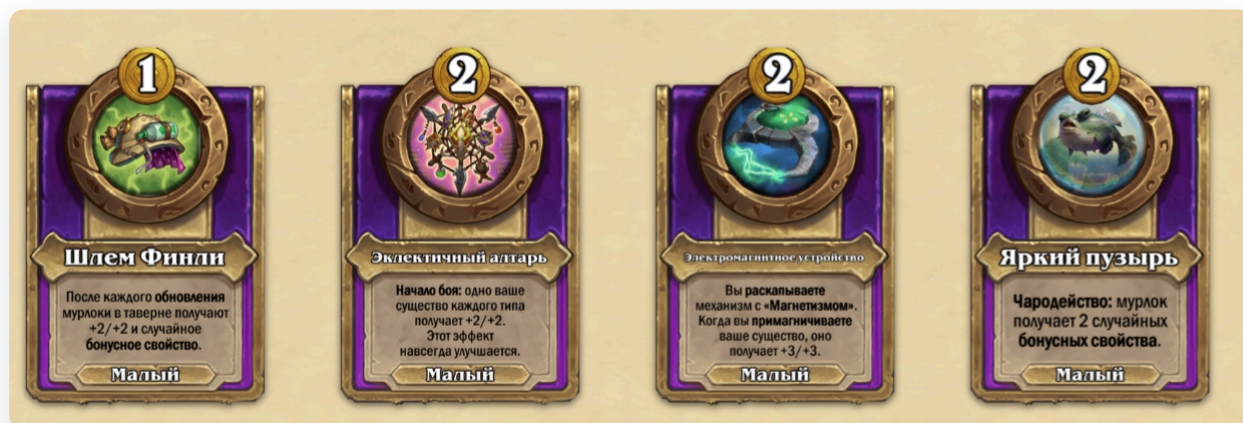 1
Шлем Финли
После каждого обновления
мурлоки в таверне получают
+2/+2 и случайное
бонусное свойство.
Малый
2
Эклектичный алтарь
Начало боя: одно ваше
существо каждого типа
получает +2/+2.
Этот эффект
навсегда улучшается.
Малый
2
Электромагнитное устройство
Вы раскапываете
механизм с «Магнетизмом».
Когда вы примагничиваете
ваше существо, оно
получает +3/+3.
Малый
2
Яркий пузырь
Чародейство: мурлок
получает 2 случайных
бонусных свойства.
Малый